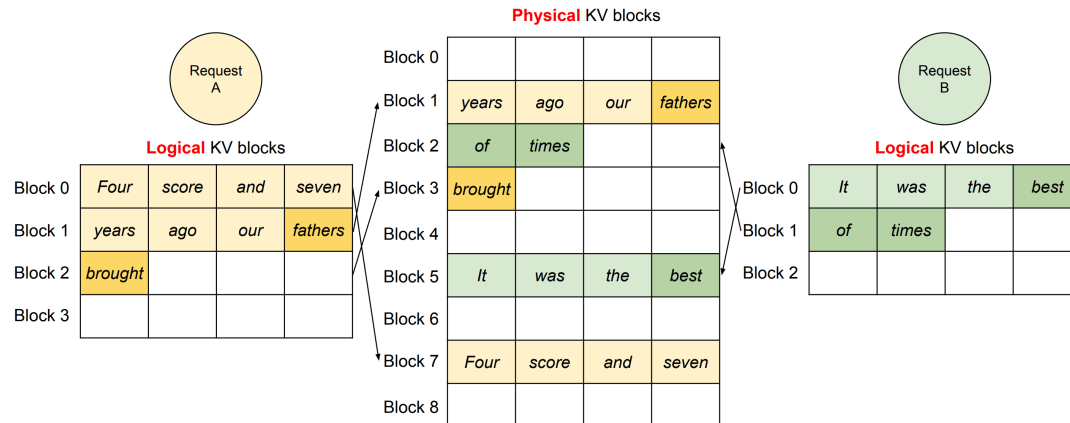 Physical KV blocks
Request
A
Logical KV blocks
Block 0 Four score and seven
Block 1 years ago our fathers
Block 2 brought
Block 3
Block 0
Block 1 years ago our fathers
Block 2 of times
Block 3 brought
Block 4
Block 5 It was the best
Block 6
Block 7 Four score and seven
Block 8
Request
B
Logical KV blocks
Block 0 It was the best
Block 1 of times
Block 2